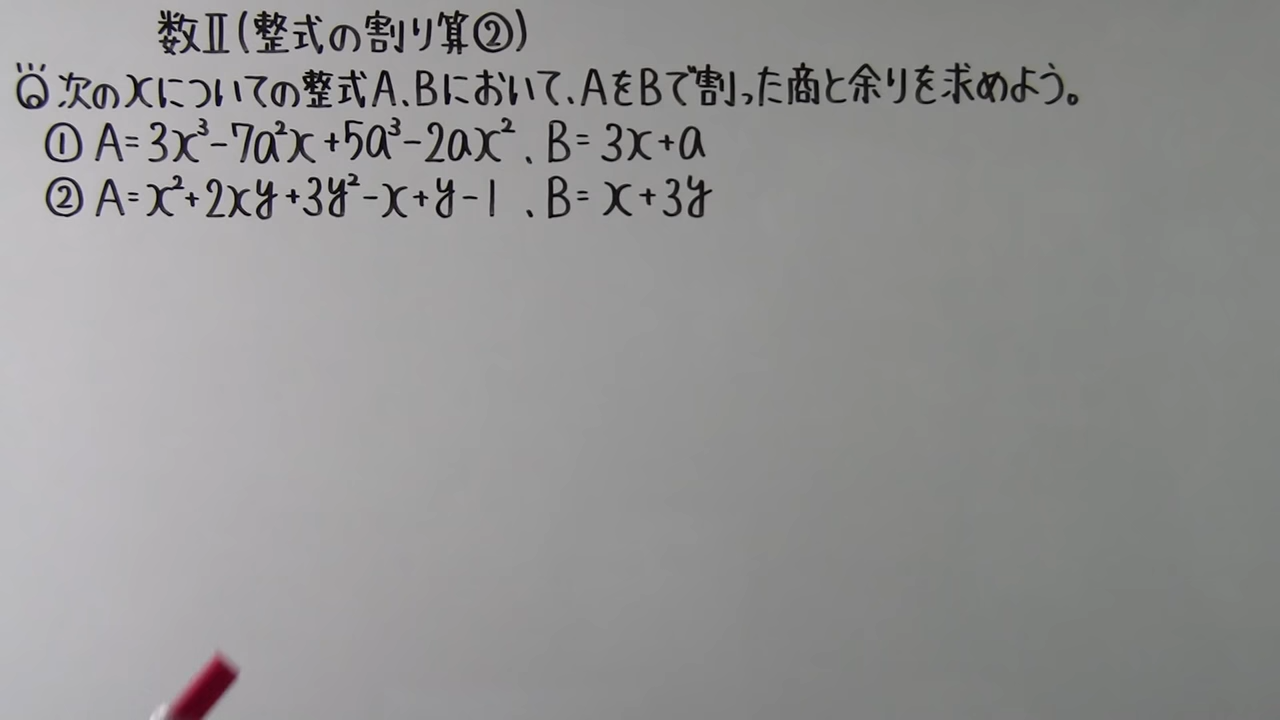 数Ⅱ(整式の割り算②)
Q 次のxについての整式A、Bにおいて、AをBで割った商と余りを求めよう。
① A=3x³-7a²x+5a³-2ax²、B=3x+a
② A=x²+2xy+3y²-x+y-1、B=x+3y